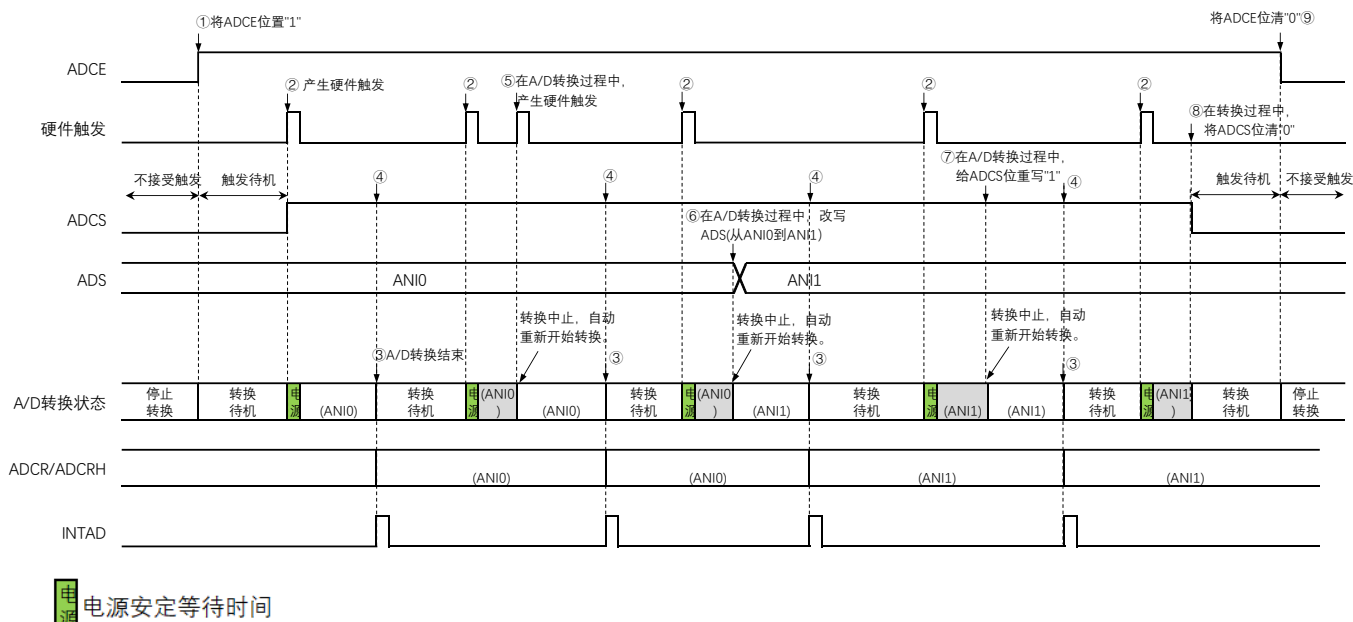 ①将ADCE位置"1"
将ADCE位清"0"⑨
ADCE
② 产生硬件触发
②
⑤在A/D转换过程中,
产生硬件触发
②
②
②
⑧在转换过程中,
将ADCS位清"0"
硬件触发
不接受触发
触发待机
④
④
④
⑦在A/D转换过程中,
给ADCS位重写"1"
④
触发待机
不接受触发
ADCS
⑥在A/D转换过程中, 改写
ADS(从ANI0到ANI1)
ADS
ANI0
ANI1
转换中止, 自动
重新开始转换。
转换中止, 自动
重新开始转换。
转换中止, 自动
重新开始转换。
③A/D转换结束
③
③
③
A/D转换状态
停止
转换
转换
待机
电
源
(ANI0)
转换
待机
电
源
(ANI0
)
(ANI0)
转换
待机
电
源
(ANI0
)
(ANI1)
转换
待机
电
源
(ANI1)
(ANI1)
转换
待机
电
源
(ANI1
)
转换
待机
停止
转换
ADCR/ADCRH
(ANI0)
(ANI0)
(ANI1)
(ANI1)
INTAD
电
源
电源安定等待时间